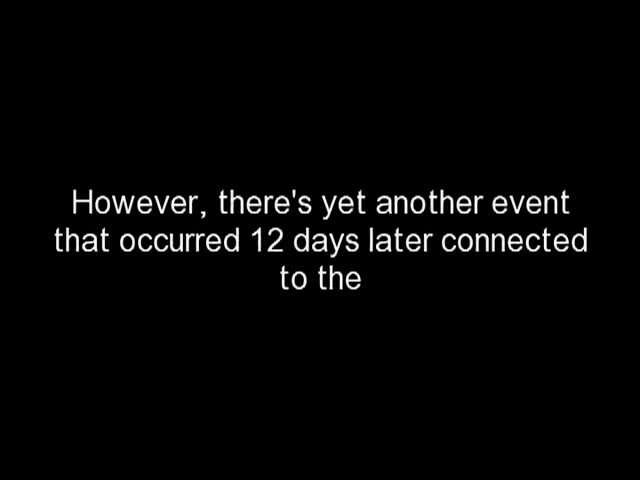 However, there's yet another event
that occurred 12 days later connected
to the